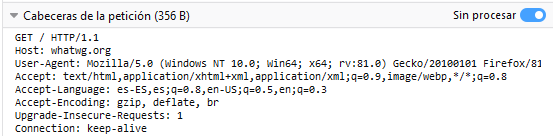 Cabeceras de la petición (356 B)
Sin procesar
GET / HTTP/1.1
Host: whatwg.org
User-Agent: Mozilla/5.0 (Windows NT 10.0; Win64; x64; rv:81.0) Gecko/20100101 Firefox/81
Accept: text/html,application/xhtml+xml,application/xml;q=0.9,image/webp,*/*;q=0.8
Accept-Language: es-ES,es;q=0.8,en-US;q=0.5,en;q=0.3
Accept-Encoding: gzip, deflate, br
Upgrade-Insecure-Requests: 1
Connection: keep-alive